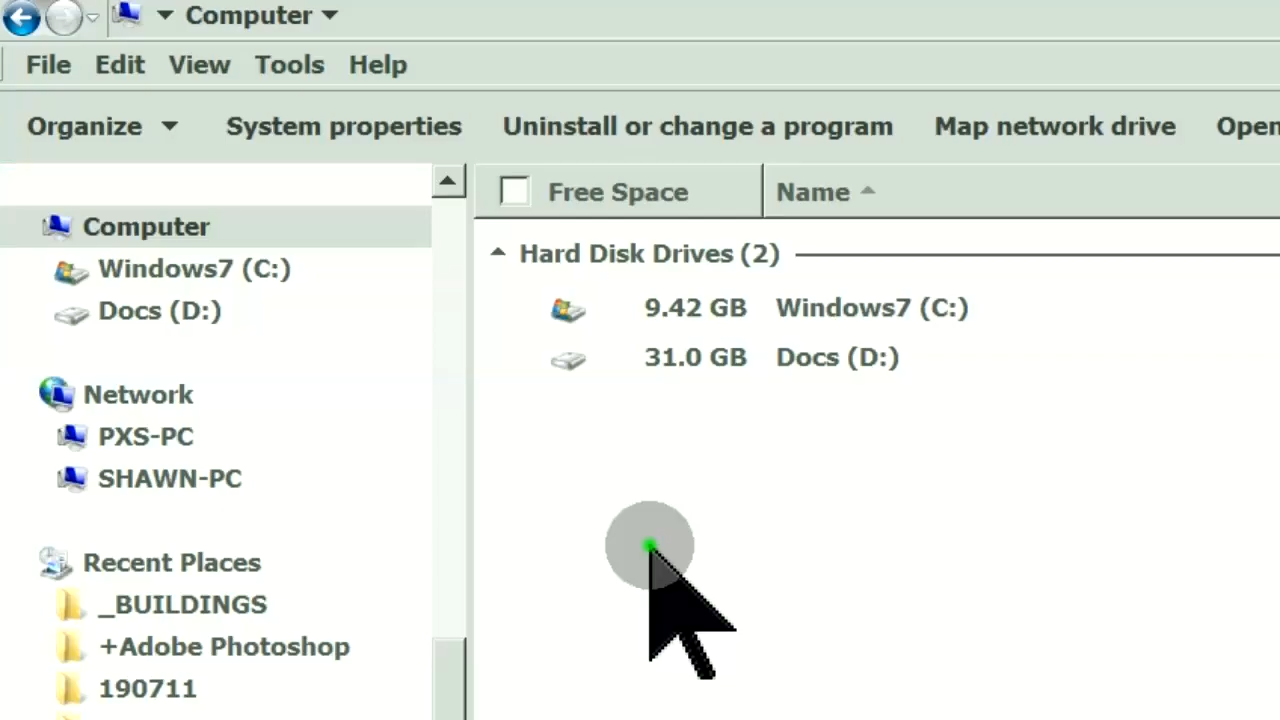 Computer
File Edit View Tools Help
Organize System properties Uninstall or change a program Map network drive Open
Computer
Windows7 (C:)
Docs (D:)
Network
PXS-PC
SHAWN-PC
Recent Places
_BUILDINGS
+Adobe Photoshop
190711
Free Space Name
Hard Disk Drives (2)
9.42 GB Windows7 (C:)
31.0 GB Docs (D:)